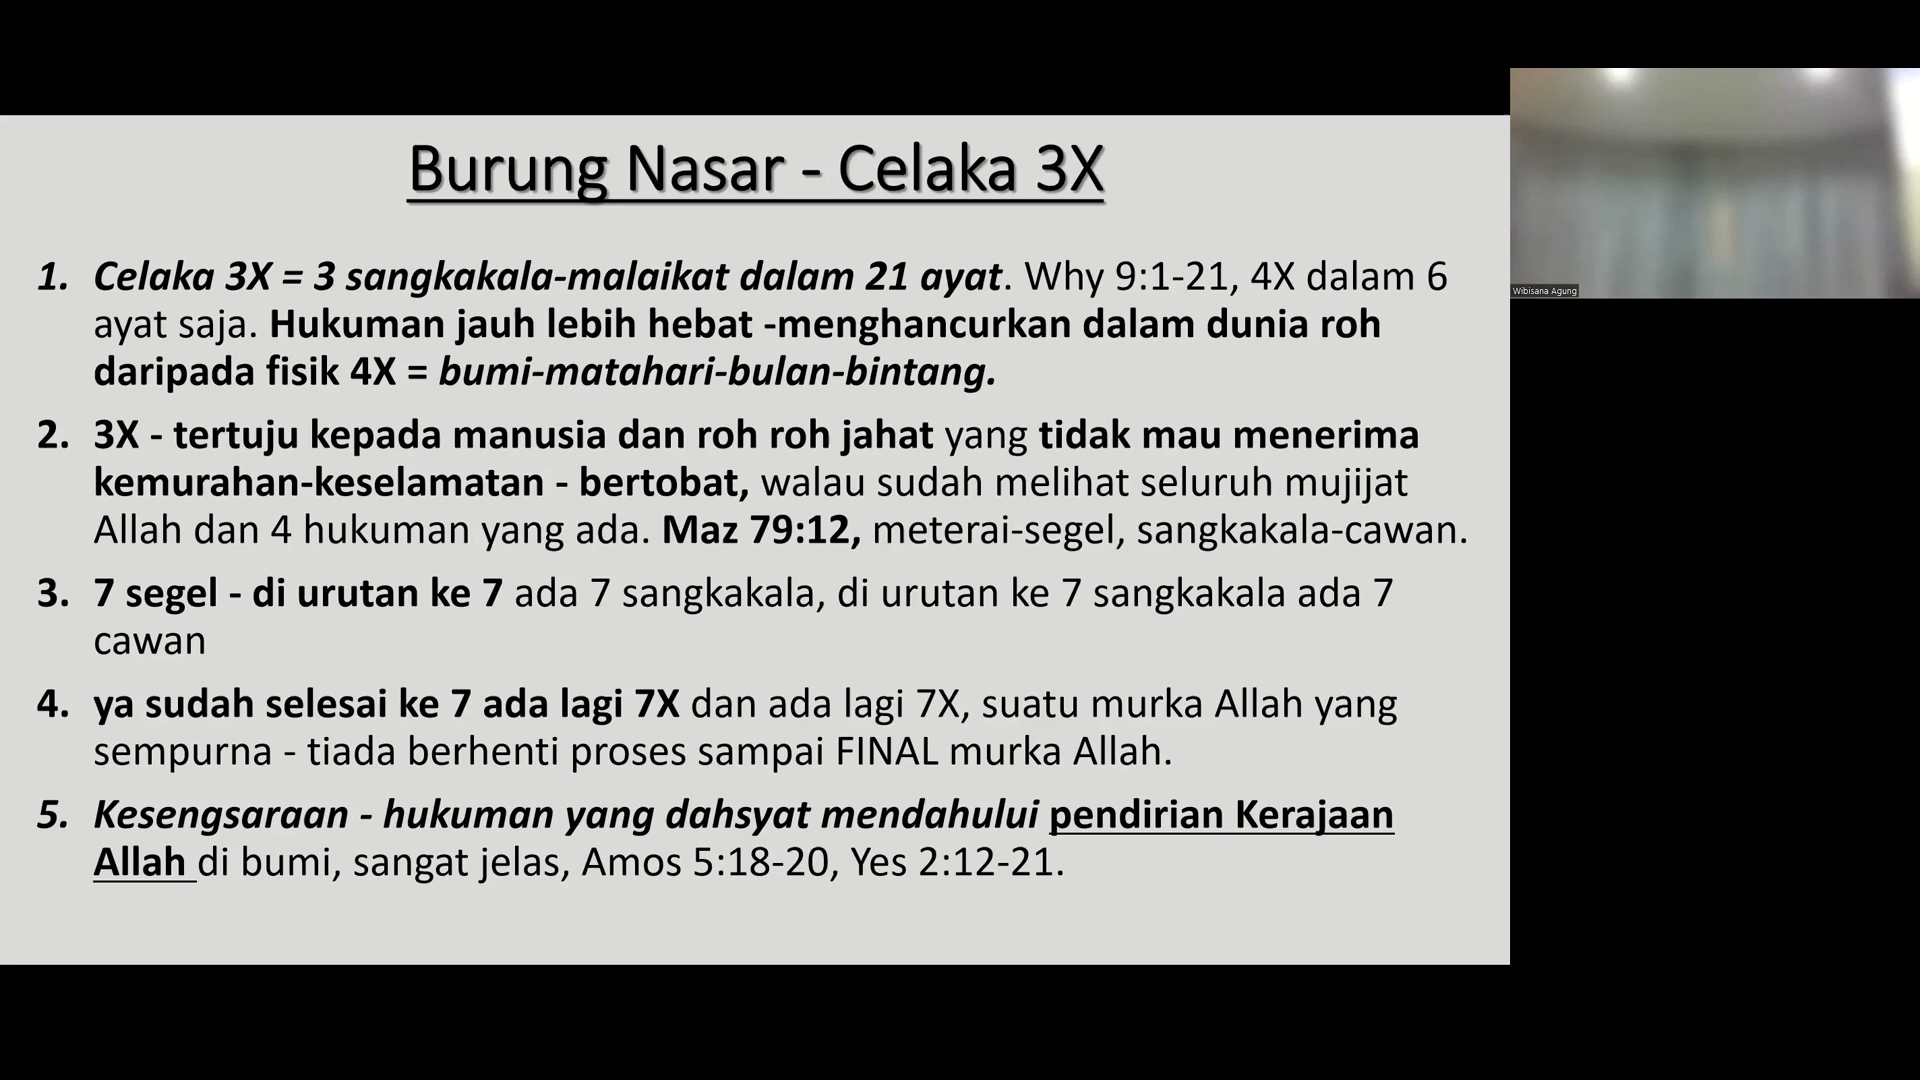 Burung Nasar - Celaka 3X
1. Celaka 3X = 3 sangkakala-malaikat dalam 21 ayat. Why 9:1-21, 4X dalam 6
ayat saja. Hukuman jauh lebih hebat -menghancurkan dalam dunia roh
daripada fisik 4X = bumi-matahari-bulan-bintang.
2. 3X - tertuju kepada manusia dan roh roh jahat yang tidak mau menerima
kemurahan-keselamatan - bertobat, walau sudah melihat seluruh mujijat
Allah dan 4 hukuman yang ada. Maz 79:12, meterai-segel, sangkakala-cawan.
3. 7 segel - di urutan ke 7 ada 7 sangkakala, di urutan ke 7 sangkakala ada 7
cawan
4. ya sudah selesai ke 7 ada lagi 7X dan ada lagi 7X, suatu murka Allah yang
sempurna - tiada berhenti proses sampai FINAL murka Allah.
5. Kesengsaraan - hukuman yang dahsyat mendahului pendirian Kerajaan
Allah di bumi, sangat jelas, Amos 5:18-20, Yes 2:12-21.
Wibisana Agung